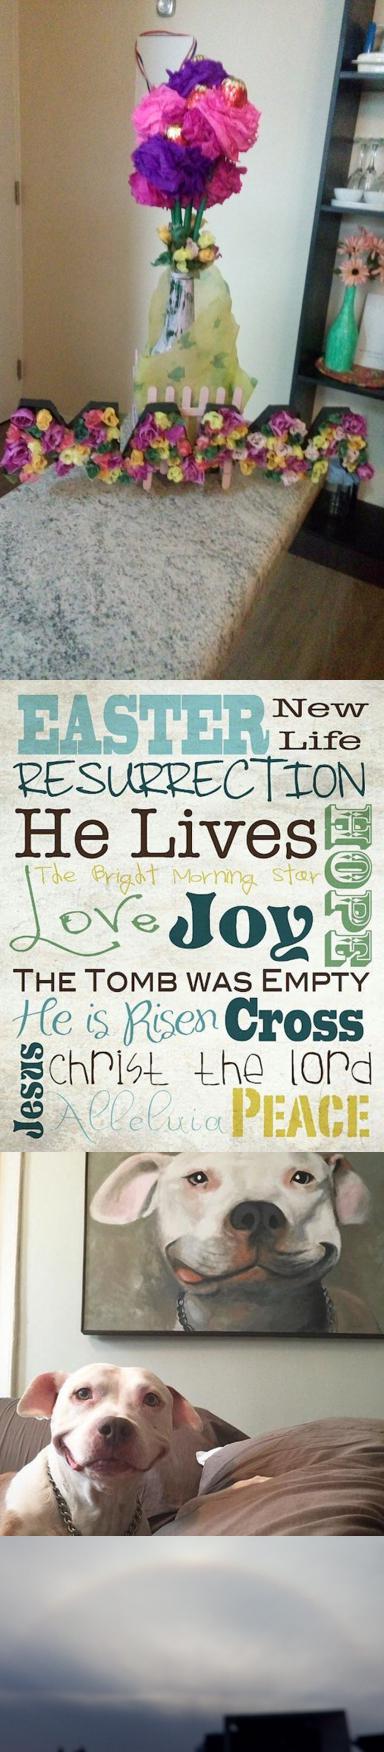 EASTER New Life
RESURRECTION
He Lives
HOPE
The Bright Morning Star
Love Joy
THE TOMB WAS EMPTY
He is Risen Cross
Jesus
christ the lord
Alleluia PEACE